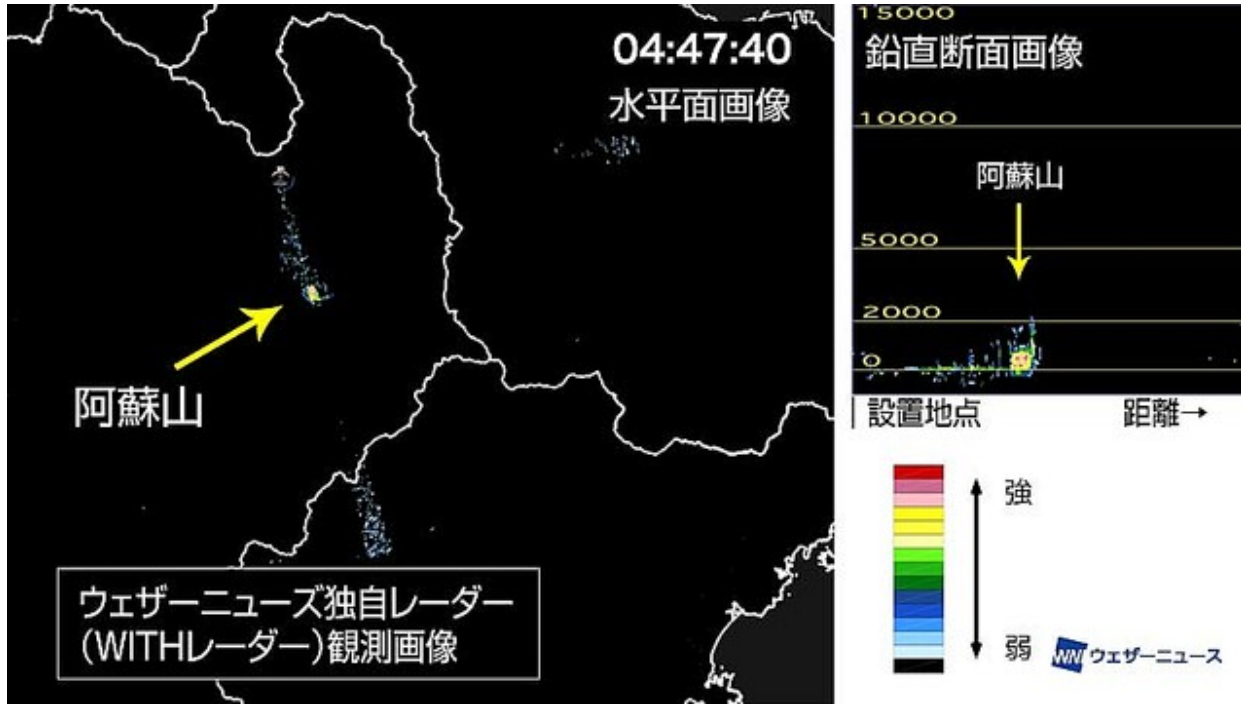 04:47:40
水平面画像
阿蘇山
ウェザーニューズ独自レーダー
(WITHレーダー)観測画像
15000
鉛直断面画像
10000
阿蘇山
5000
2000
0
設置地点
距離→
強
弱
WNI ウェザーニュース